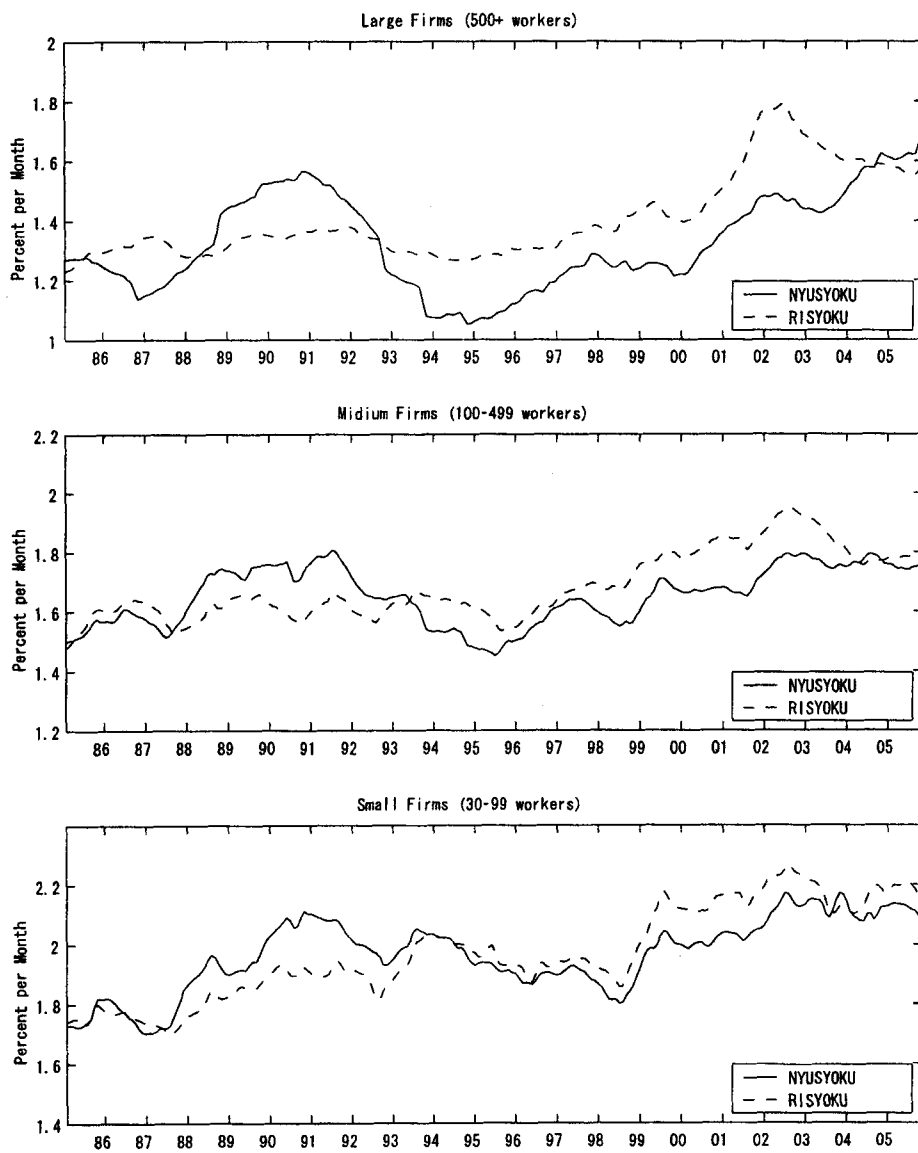 Large Firms (500+ workers)
2
1.8
1.6
1.4
1.2
1
Percent per Month
NYUSYOKU
RISYOKU
86 87 88 89 90 91 92 93 94 95 96 97 98 99 00 01 02 03 04 05
Midium Firms (100-499 workers)
2.2
2
1.8
1.6
1.4
1.2
Percent per Month
NYUSYOKU
RISYOKU
86 87 88 89 90 91 92 93 94 95 96 97 98 99 00 01 02 03 04 05
Small Firms (30-99 workers)
2.2
2
1.8
1.6
1.4
Percent per Month
NYUSYOKU
RISYOKU
86 87 88 89 90 91 92 93 94 95 96 97 98 99 00 01 02 03 04 05